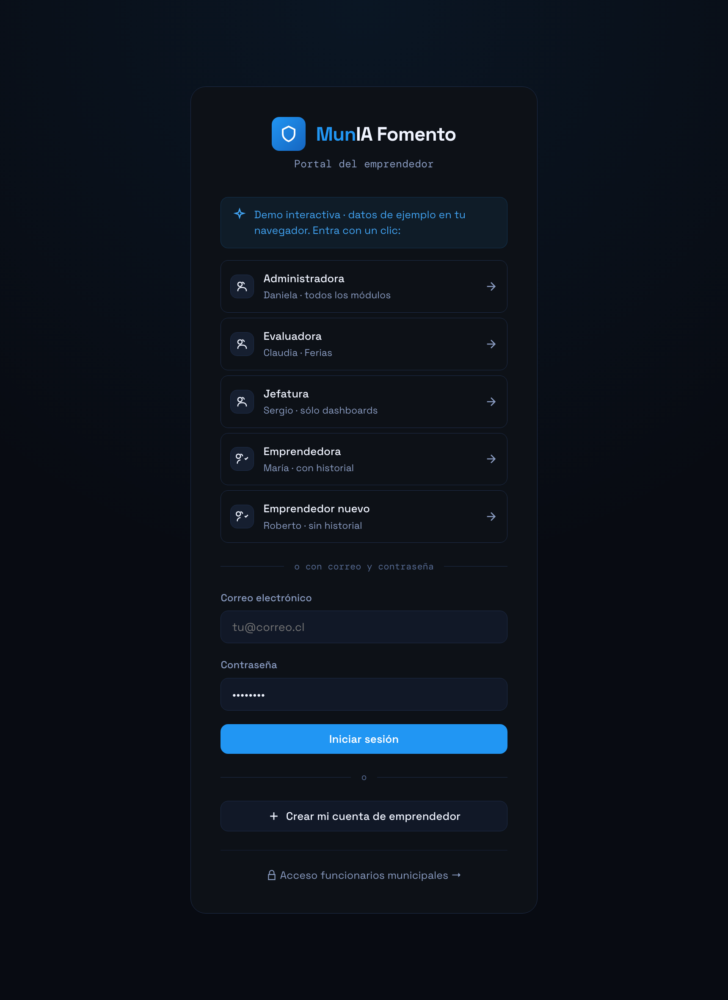 MunIA Fomento
Portal del emprendedor
Demo interactiva · datos de ejemplo en tu
navegador. Entra con un clic:
Administradora
Daniela · todos los módulos
Evaluadora
Claudia · Ferias
Jefatura
Sergio · sólo dashboards
Emprendedora
María · con historial
Emprendedor nuevo
Roberto · sin historial
o con correo y contraseña
Correo electrónico
tu@correo.cl
Contraseña
••••••••
Iniciar sesión
o
+ Crear mi cuenta de emprendedor
Acceso funcionarios municipales →